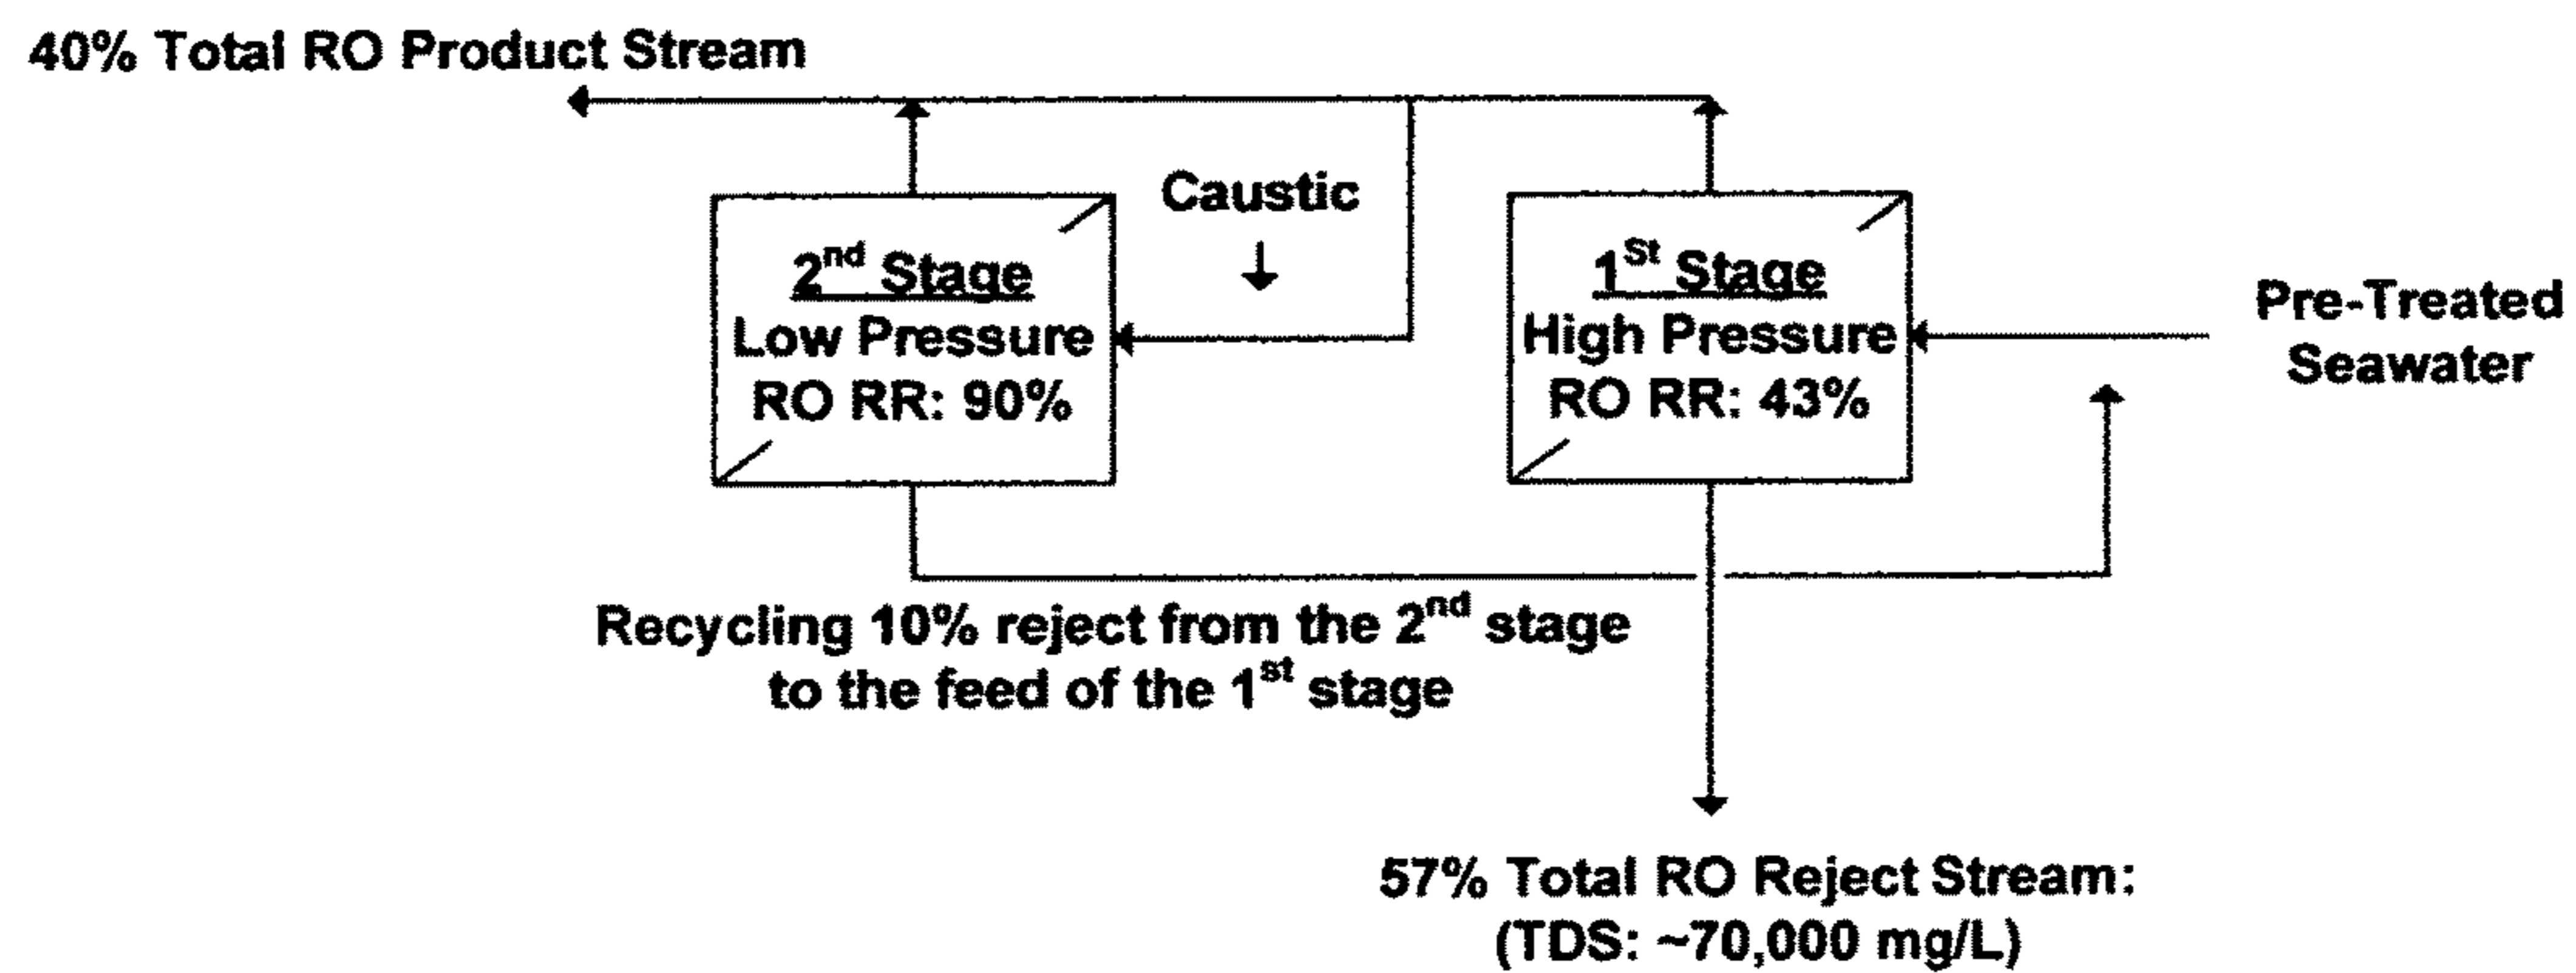 40% Total RO Product Stream
Caustic
2nd Stage
Low Pressure
RO RR: 90%
1St Stage
High Pressure
RO RR: 43%
Pre-Treated
Seawater
Recycling 10% reject from the 2nd stage
to the feed of the 1st stage
57% Total RO Reject Stream:
(TDS: ~70,000 mg/L)